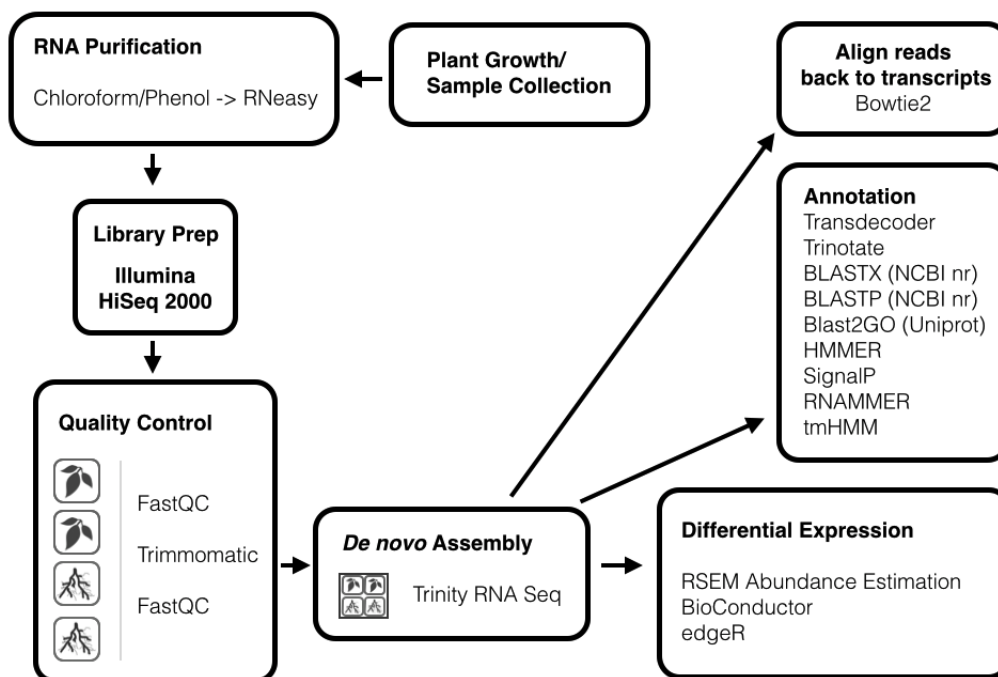 RNA Purification
Chloroform/Phenol -> RNeasy
Plant Growth/
Sample Collection
Align reads
back to transcripts
Bowtie2
Library Prep
Illumina
HiSeq 2000
Annotation
Transdecoder
Trinotate
BLASTX (NCBI nr)
BLASTP (NCBI nr)
Blast2GO (Uniprot)
HMMER
SignalP
RNAMMER
tmHMM
Quality Control
FastQC
Trimmomatic
FastQC
De novo Assembly
Trinity RNA Seq
Differential Expression
RSEM Abundance Estimation
BioConductor
edgeR